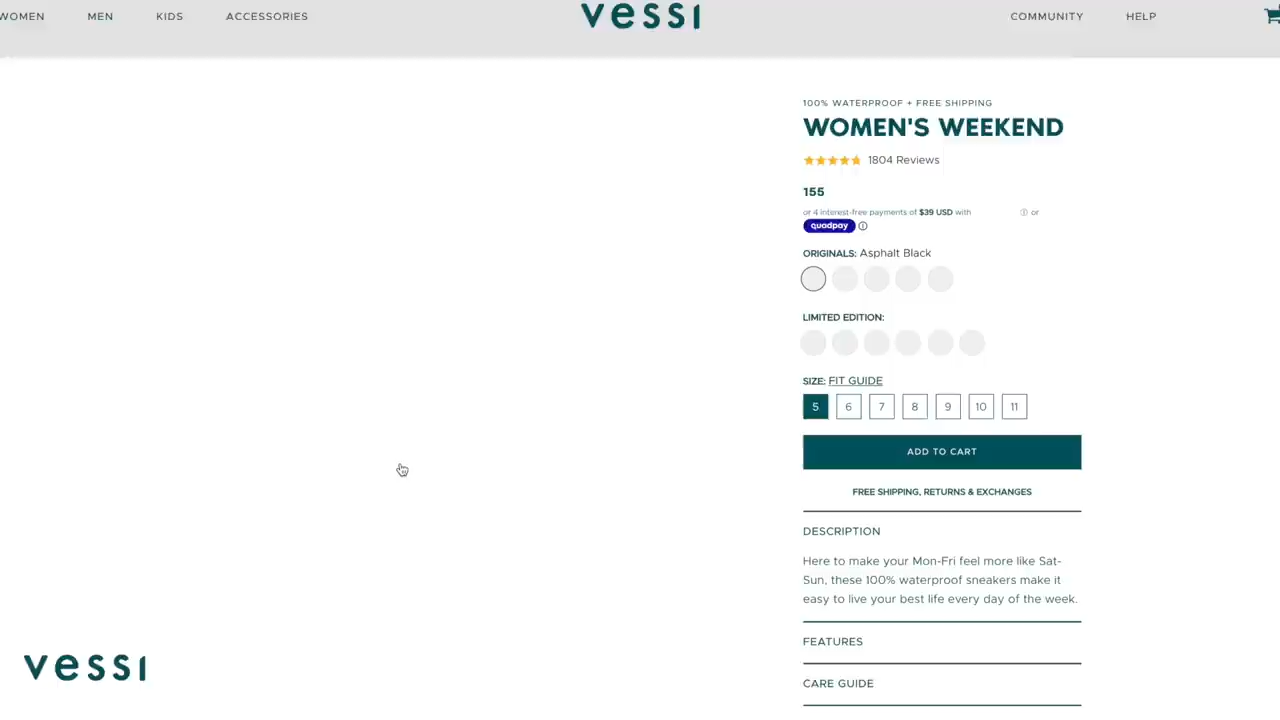 WOMEN MEN KIDS ACCESSORIES vessi COMMUNITY HELP
100% WATERPROOF + FREE SHIPPING
WOMEN'S WEEKEND
1804 Reviews
155
or 4 interest-free payments of $39 USD with or
quadpay
ORIGINALS: Asphalt Black
LIMITED EDITION:
SIZE: FIT GUIDE
5 6 7 8 9 10 11
ADD TO CART
FREE SHIPPING, RETURNS & EXCHANGES
DESCRIPTION
Here to make your Mon-Fri feel more like Sat-
Sun, these 100% waterproof sneakers make it
easy to live your best life every day of the week.
FEATURES
vessi
CARE GUIDE